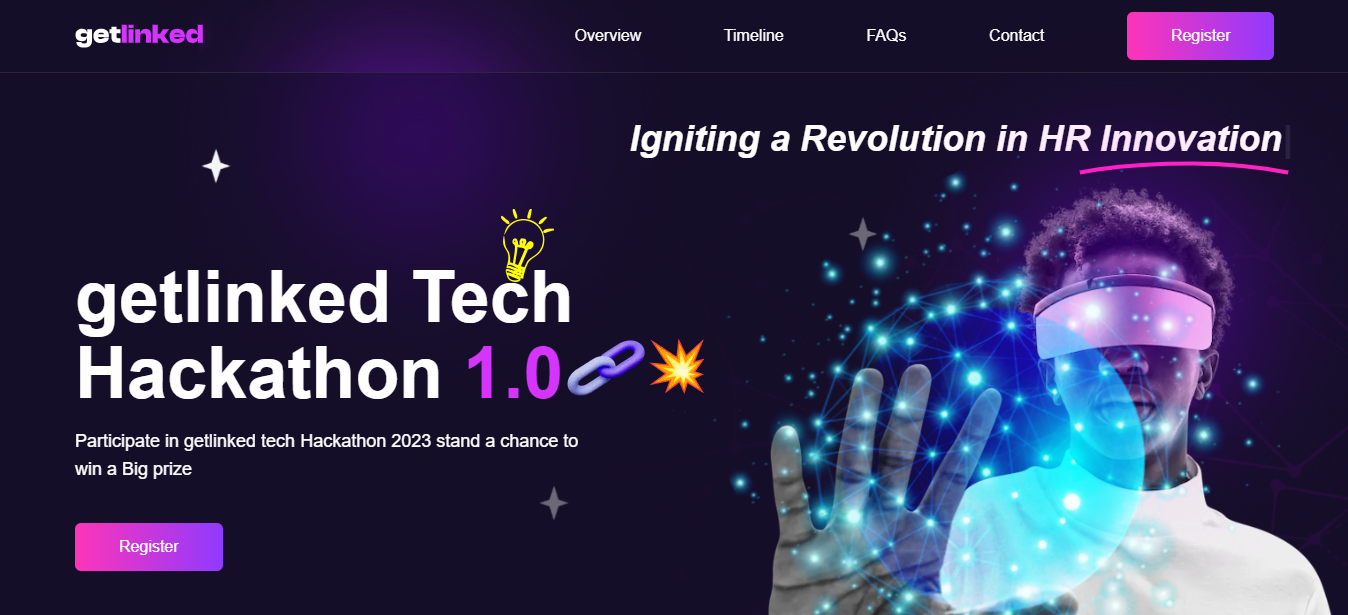 getlinked
Overview
Timeline
FAQs
Contact
Register
Igniting a Revolution in HR Innovation
getlinked Tech
Hackathon 1.0
Participate in getlinked tech Hackathon 2023 stand a chance to
win a Big prize
Register